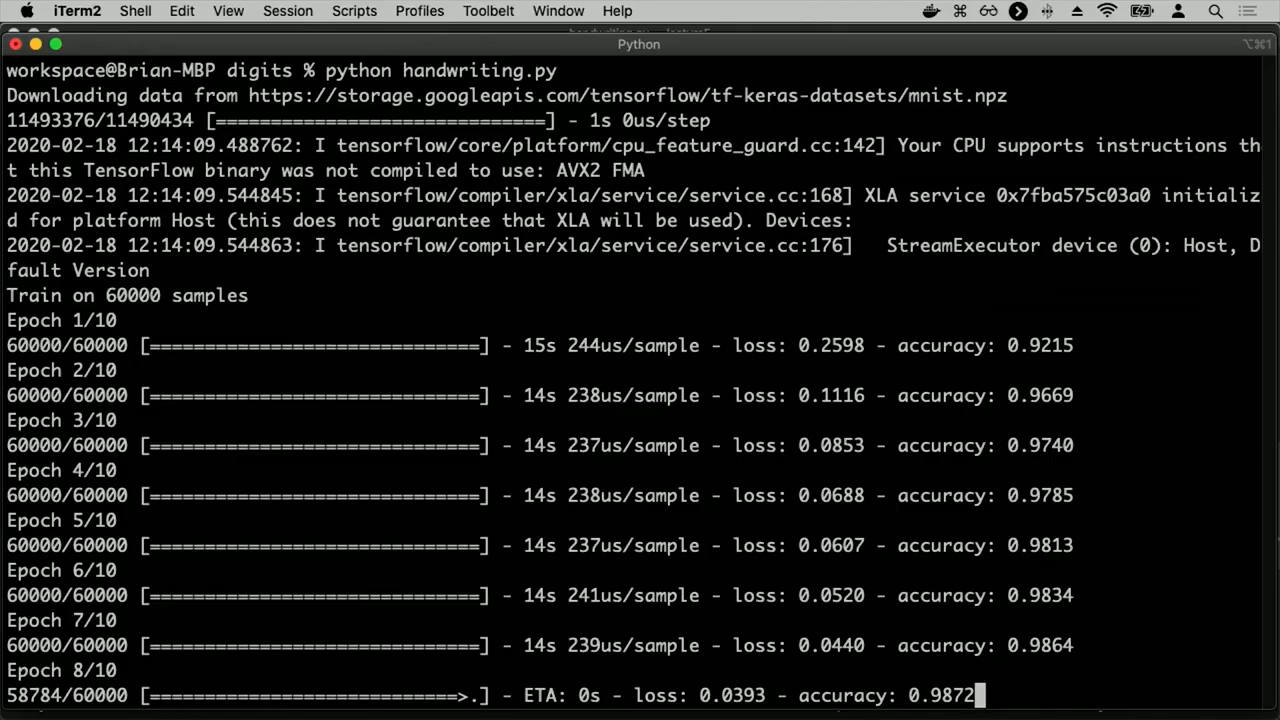 iTerm2 Shell Edit View Session Scripts Profiles Toolbelt Window Help
Python
⌥⌘1
workspace@Brian-MBP digits % python handwriting.py
Downloading data from https://storage.googleapis.com/tensorflow/tf-keras-datasets/mnist.npz
11493376/11490434 [==============================] - 1s 0us/step
2020-02-18 12:14:09.488762: I tensorflow/core/platform/cpu_feature_guard.cc:142] Your CPU supports instructions th
t this TensorFlow binary was not compiled to use: AVX2 FMA
2020-02-18 12:14:09.544845: I tensorflow/compiler/xla/service/service.cc:168] XLA service 0x7fba575c03a0 initializ
d for platform Host (this does not guarantee that XLA will be used). Devices:
2020-02-18 12:14:09.544863: I tensorflow/compiler/xla/service/service.cc:176]   StreamExecutor device (0): Host, D
fault Version
Train on 60000 samples
Epoch 1/10
60000/60000 [==============================] - 15s 244us/sample - loss: 0.2598 - accuracy: 0.9215
Epoch 2/10
60000/60000 [==============================] - 14s 238us/sample - loss: 0.1116 - accuracy: 0.9669
Epoch 3/10
60000/60000 [==============================] - 14s 237us/sample - loss: 0.0853 - accuracy: 0.9740
Epoch 4/10
60000/60000 [==============================] - 14s 238us/sample - loss: 0.0688 - accuracy: 0.9785
Epoch 5/10
60000/60000 [==============================] - 14s 237us/sample - loss: 0.0607 - accuracy: 0.9813
Epoch 6/10
60000/60000 [==============================] - 14s 241us/sample - loss: 0.0520 - accuracy: 0.9834
Epoch 7/10
60000/60000 [==============================] - 14s 239us/sample - loss: 0.0440 - accuracy: 0.9864
Epoch 8/10
58784/60000 [============================>.] - ETA: 0s - loss: 0.0393 - accuracy: 0.9872